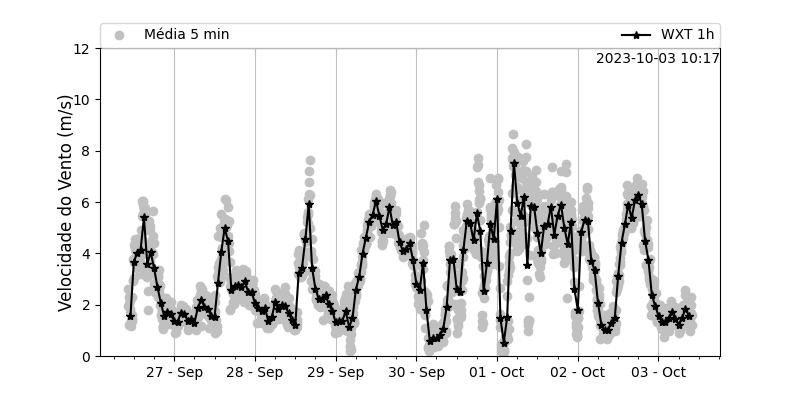 Média 5 min
WXT 1h
2023-10-03 10:17
Velocidade do Vento (m/s)
12
10
8
6
4
2
0
27 - Sep
28 - Sep
29 - Sep
30 - Sep
01 - Oct
02 - Oct
03 - Oct